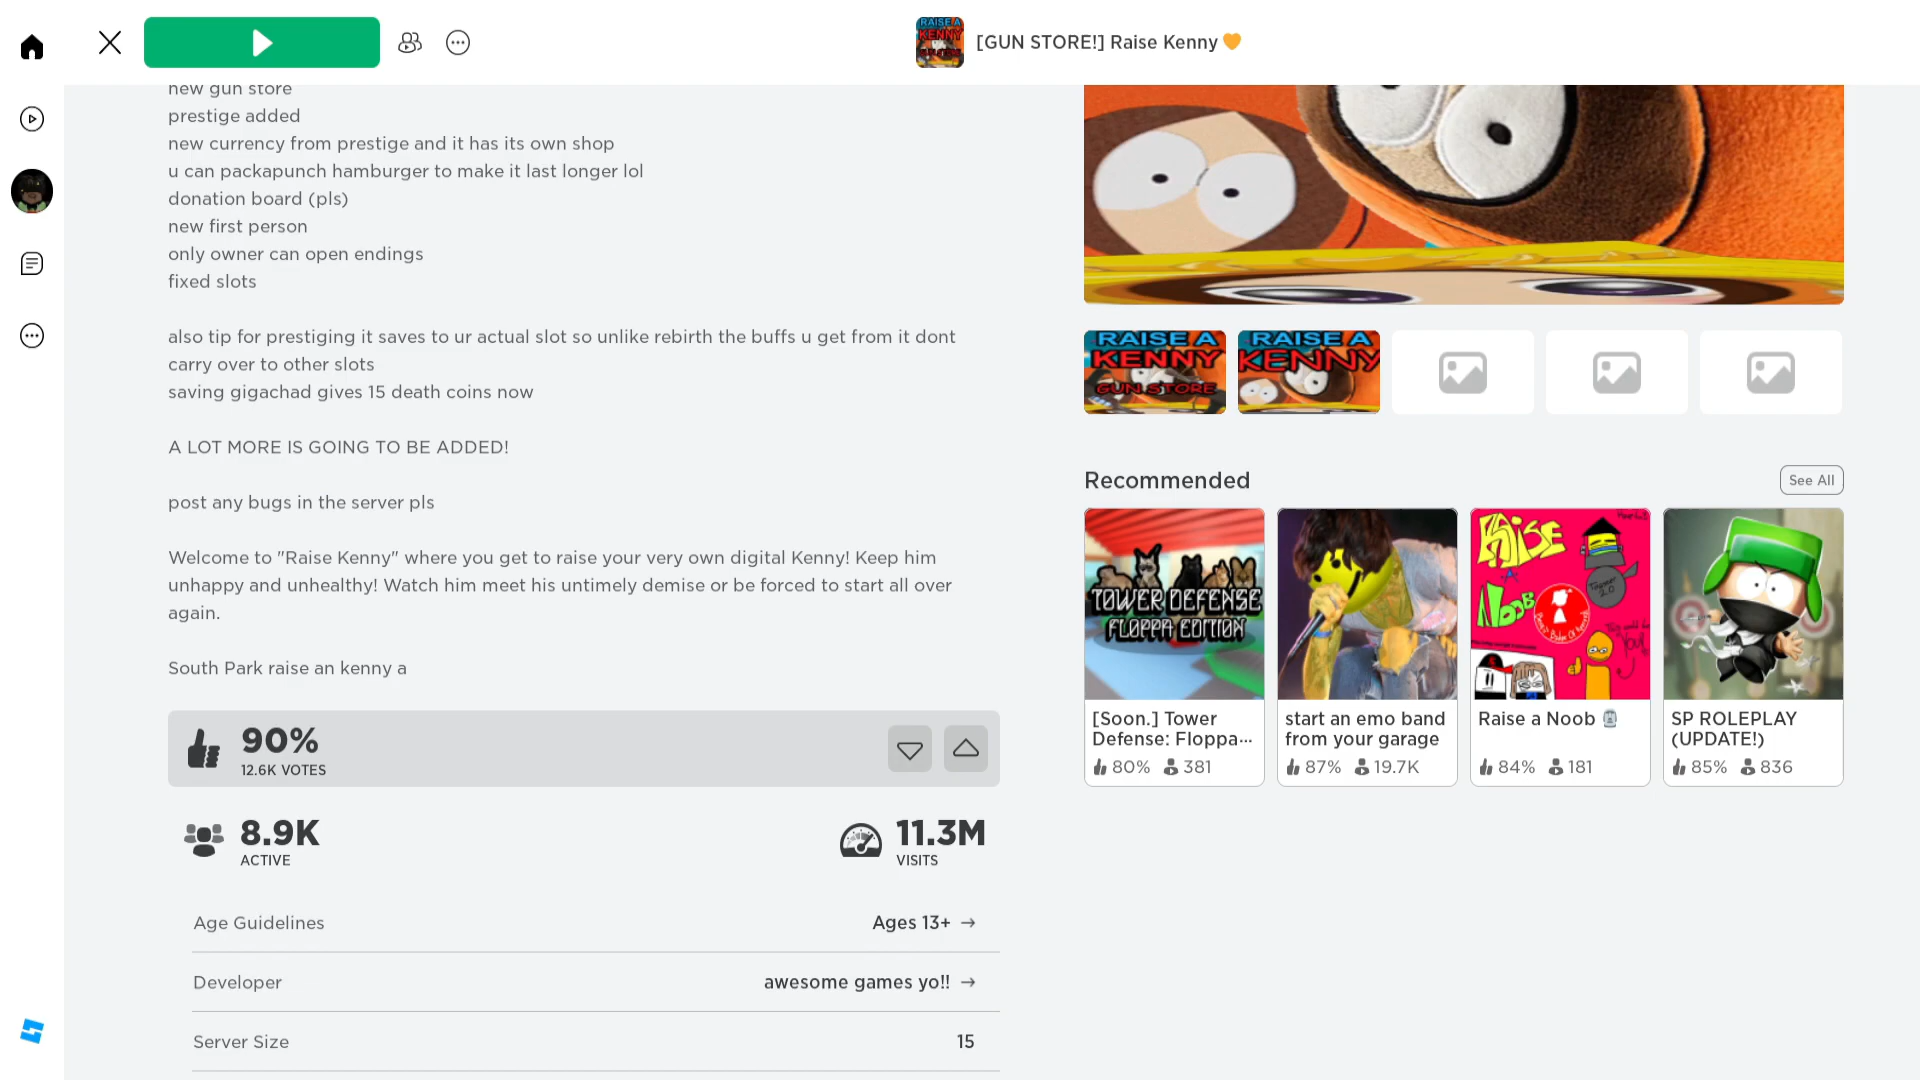 [GUN STORE!] Raise Kenny 🧡
new gun store
prestige added
new currency from prestige and it has its own shop
u can packapunch hamburger to make it last longer lol
donation board (pls)
new first person
only owner can open endings
fixed slots
also tip for prestiging it saves to ur actual slot so unlike rebirth the buffs u get from it dont
carry over to other slots
saving gigachad gives 15 death coins now
A LOT MORE IS GOING TO BE ADDED!
post any bugs in the server pls
Welcome to "Raise Kenny" where you get to raise your very own digital Kenny! Keep him
unhappy and unhealthy! Watch him meet his untimely demise or be forced to start all over
again.
South Park raise an kenny a
90%
12.6K VOTES
8.9K
ACTIVE
11.3M
VISITS
Age Guidelines
Ages 13+
Developer
awesome games yo!!
Server Size
15
RAISE A
KENNY
GUN STORE
RAISE A
KENNY
Recommended
See All
TOWER DEFENSE
FLOPPA EDITION
[Soon.] Tower
Defense: Floppa...
80% 381
start an emo band
from your garage
87% 19.7K
RAISE
A
NOOB
Raise a Noob 🗿
84% 181
SP ROLEPLAY
(UPDATE!)
85% 836